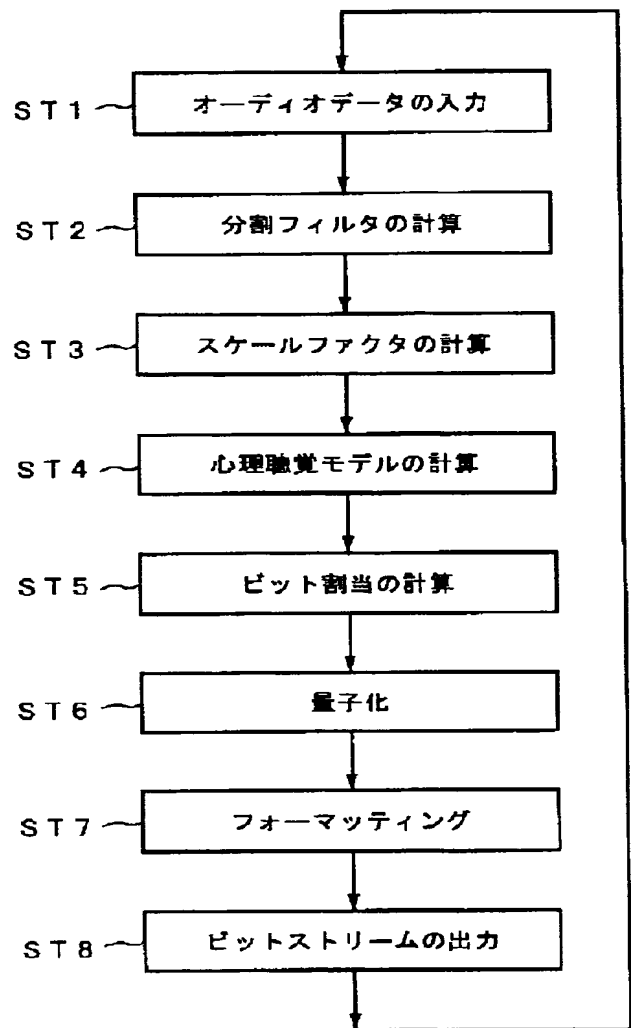 ST1 オーディオデータの入力
ST2 分割フィルタの計算
ST3 スケールファクタの計算
ST4 心理聴覚モデルの計算
ST5 ビット割当の計算
ST6 量子化
ST7 フォーマッティング
ST8 ビットストリームの出力